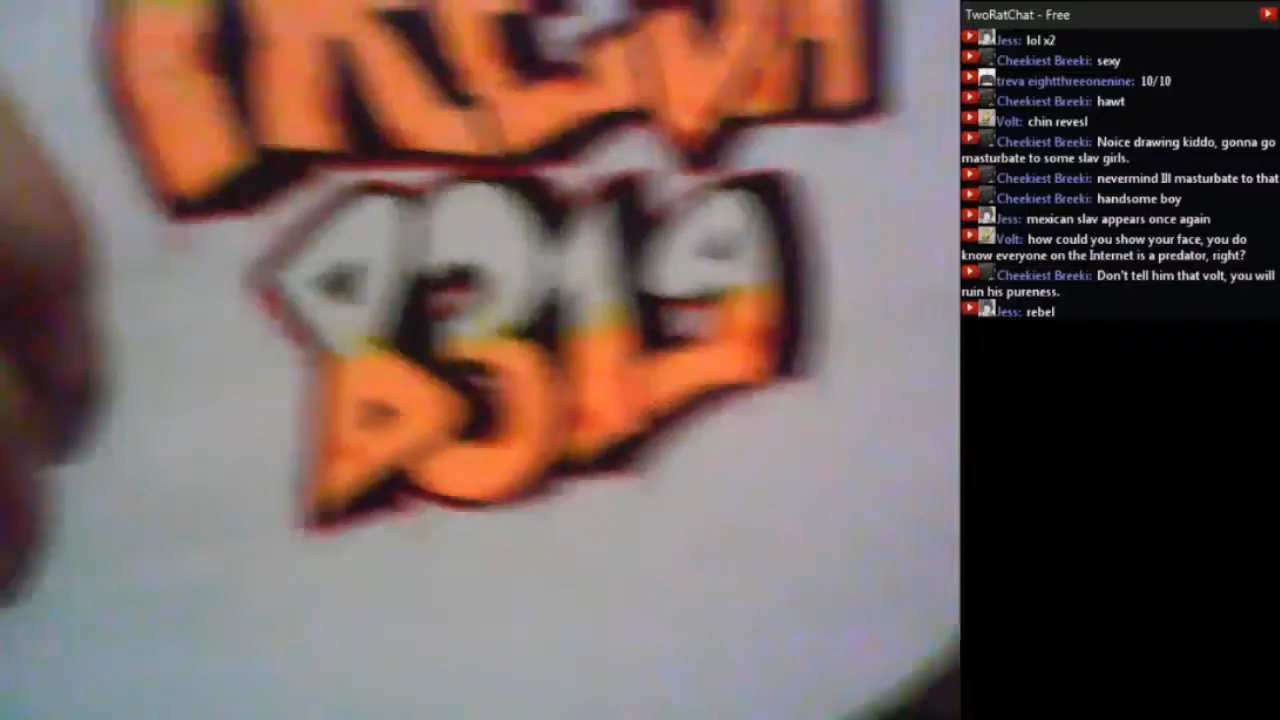 TREVA
8319
TwoRatChat - Free
Jess: lol x2
Cheekiest Breeki: sexy
treva eightthreeonenine: 10/10
Cheekiest Breeki: hawt
Volt: chin revesl
Cheekiest Breeki: Noice drawing kiddo, gonna go
masturbate to some slav girls.
Cheekiest Breeki: nevermind Ill masturbate to that
Cheekiest Breeki: handsome boy
Jess: mexican slav appears once again
Volt: how could you show your face, you do
know everyone on the Internet is a predator, right?
Cheekiest Breeki: Don't tell him that volt, you will
ruin his pureness.
Jess: rebel